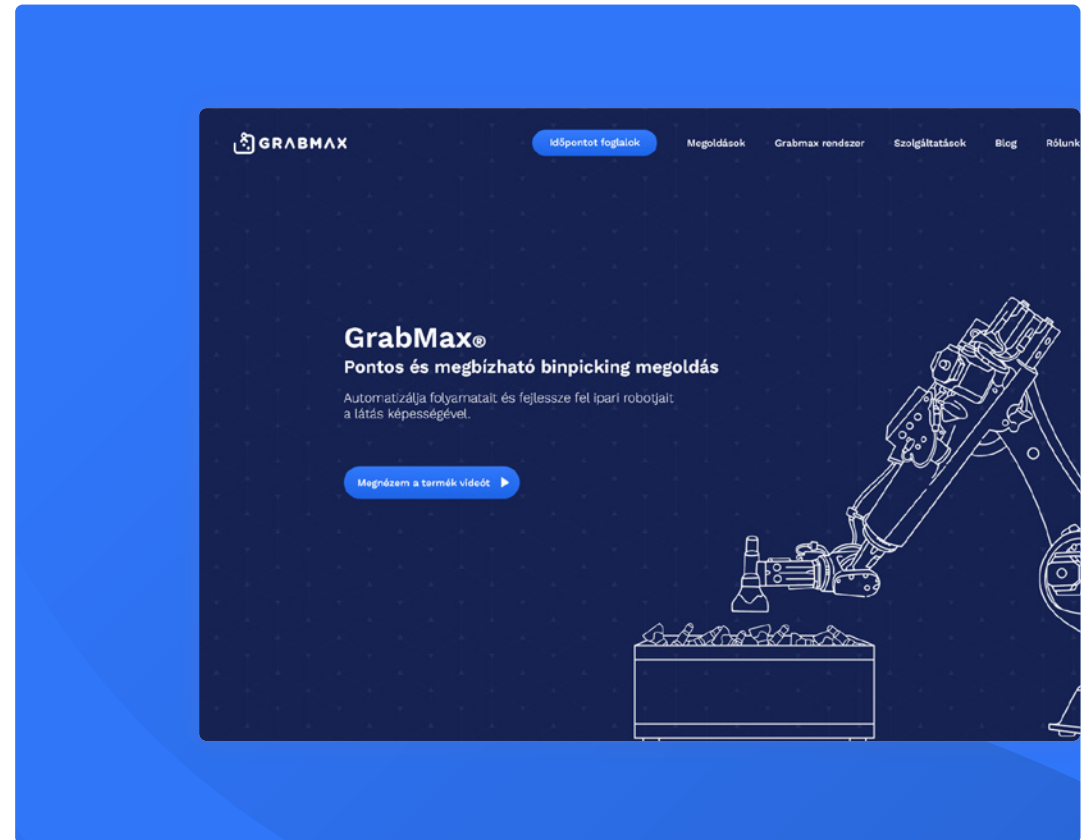 GRABMAX
Időpontot foglalok
Megoldások
Grabmax rendszer
Szolgáltatások
Blog
Rólunk
GrabMax®
Pontos és megbízható binpicking megoldás
Automatizálja folyamatait és fejlessze fel ipari robotjait
a látás képességével.
Megnézem a termék videót